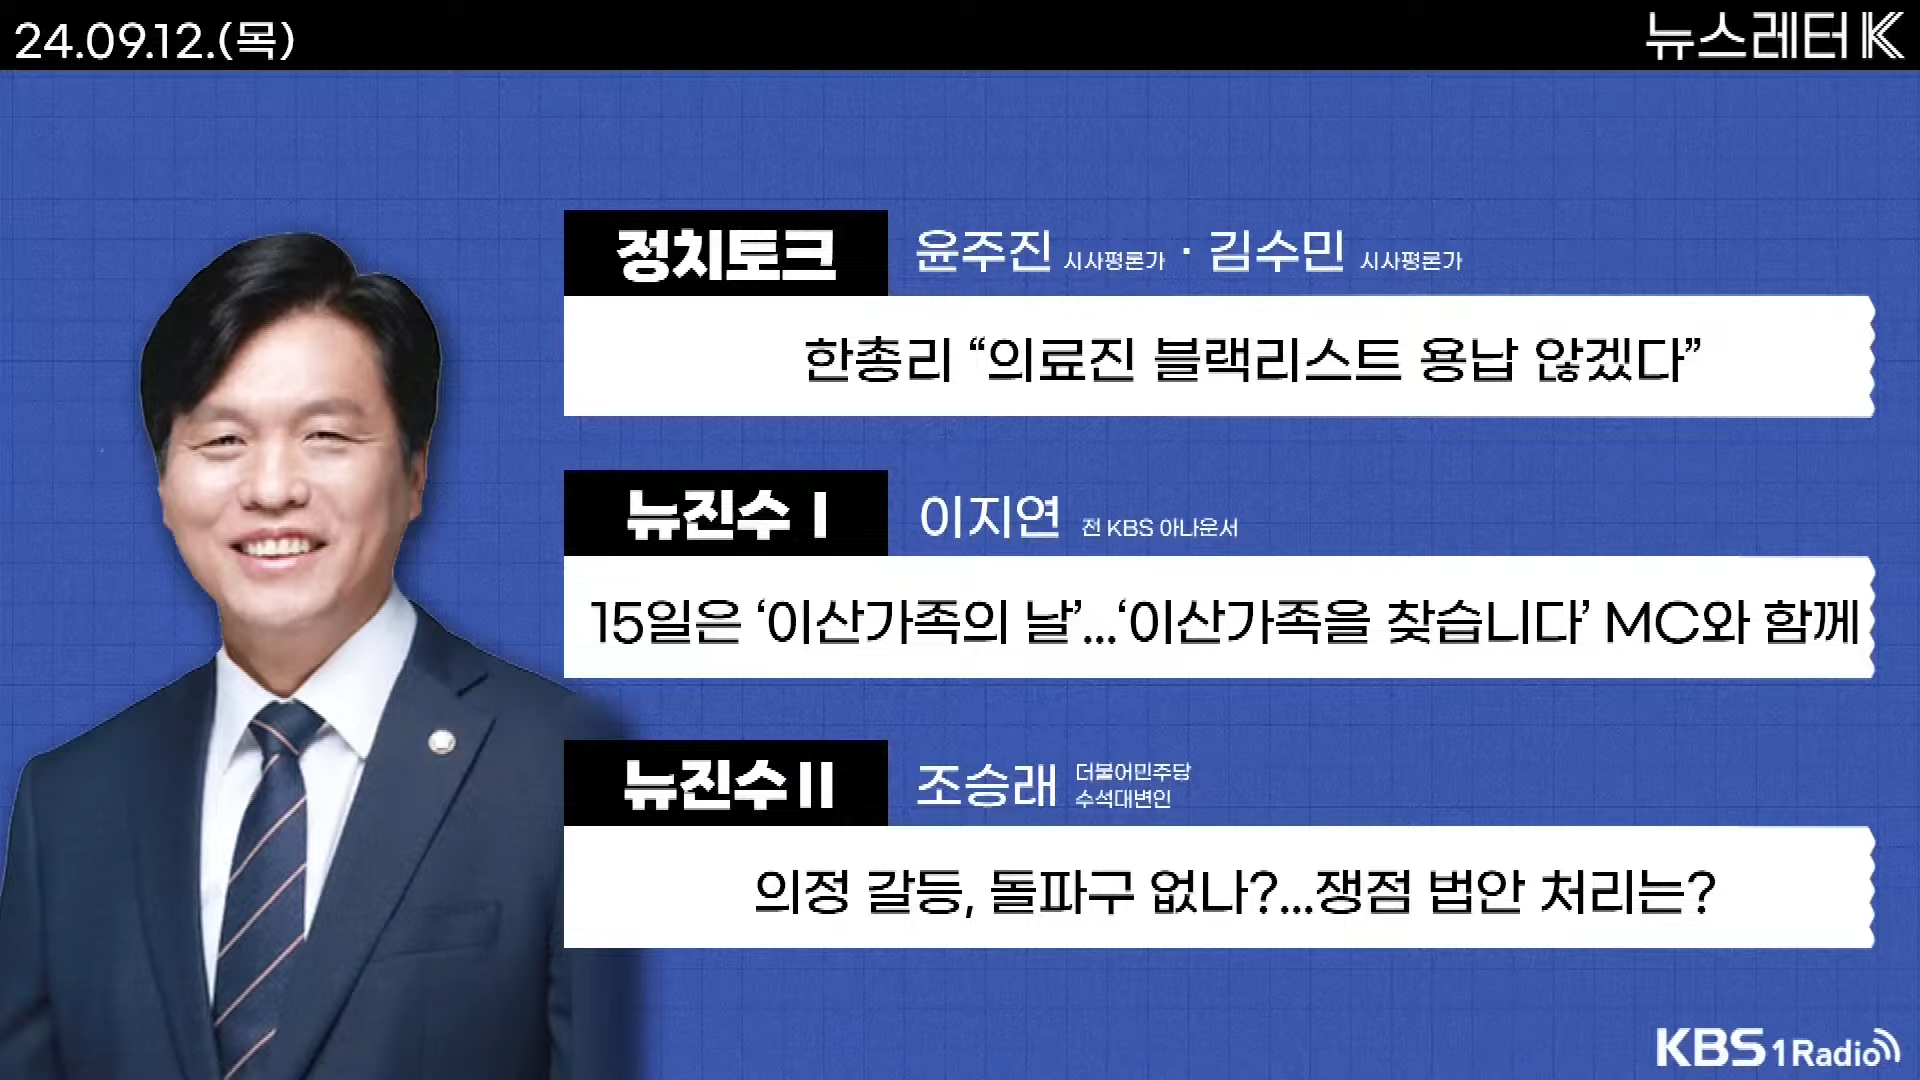 24.09.12.(목)
뉴스레터 K
정치토크 윤주진 시사평론가 · 김수민 시사평론가
한총리 “의료진 블랙리스트 용납 않겠다”
뉴진수 I 이지연 전 KBS 아나운서
15일은 ‘이산가족의 날’...‘이산가족을 찾습니다’ MC와 함께
뉴진수 II 조승래 더불어민주당
수석대변인
의정 갈등, 돌파구 없나?...쟁점 법안 처리는?
KBS 1Radio